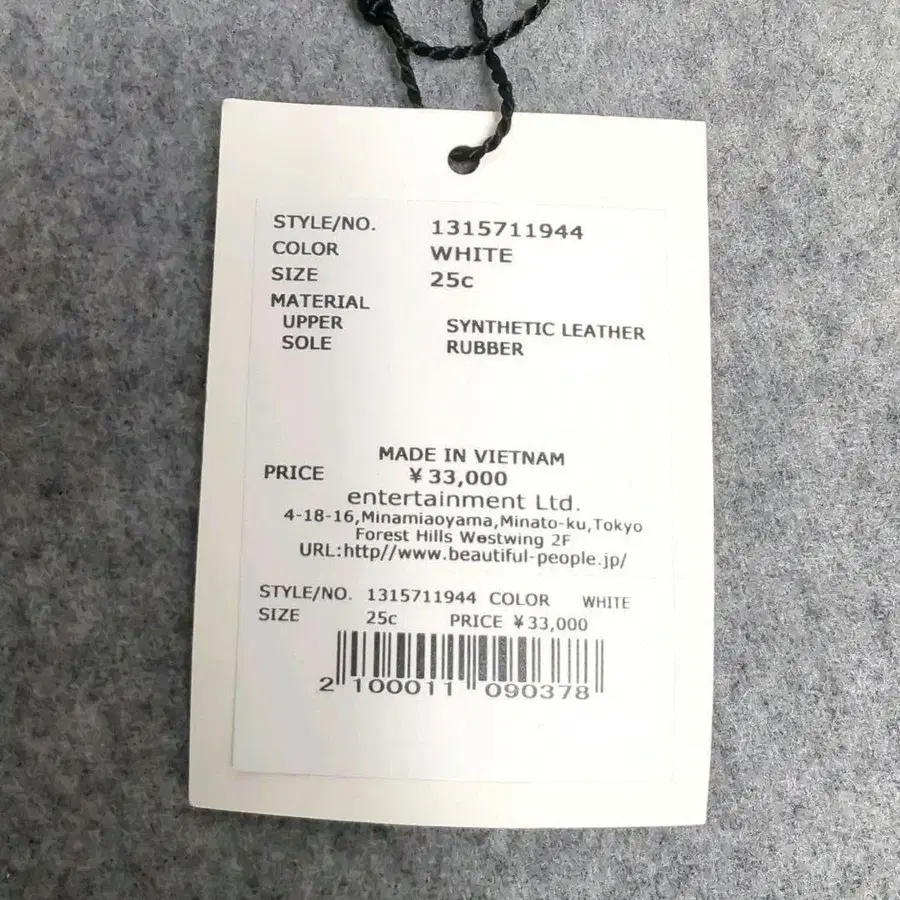 STYLE/NO. 1315711944
COLOR WHITE
SIZE 25c
MATERIAL
UPPER SYNTHETIC LEATHER
SOLE RUBBER
MADE IN VIETNAM
PRICE ¥33,000
entertainment Ltd.
4-18-16,Minamiaoyama,Minato-ku,Tokyo
Forest Hills Westwing 2F
URL:http//www.beautiful-people.jp/
STYLE/NO. 1315711944 COLOR WHITE
SIZE 25c PRICE ¥33,000
2 100011 090378